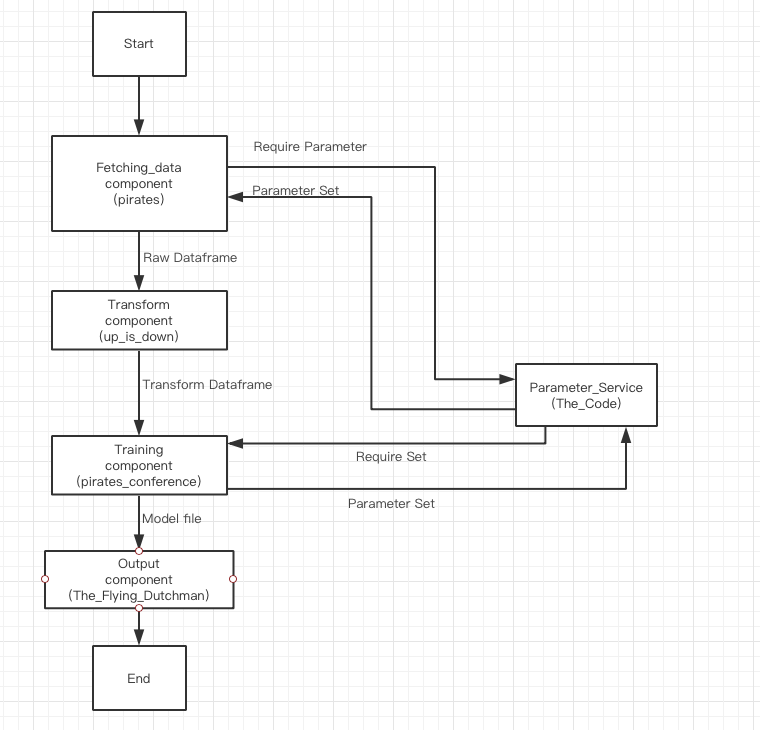 Start
Fetching_data
component
(pirates)
Require Parameter
Parameter Set
Raw Dataframe
Transform
component
(up_is_down)
Transform Dataframe
Parameter_Service
(The_Code)
Training
component
(pirates_conference)
Require Set
Parameter Set
Model file
Output
component
(The_Flying_Dutchman)
End